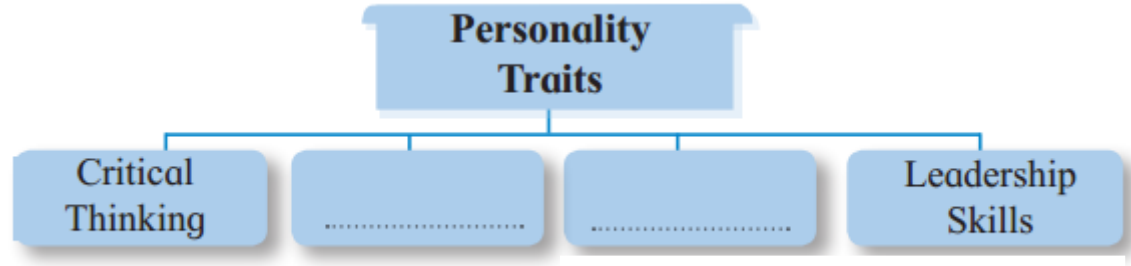 Personality
Traits
Critical
Thinking
........................
........................
Leadership
Skills